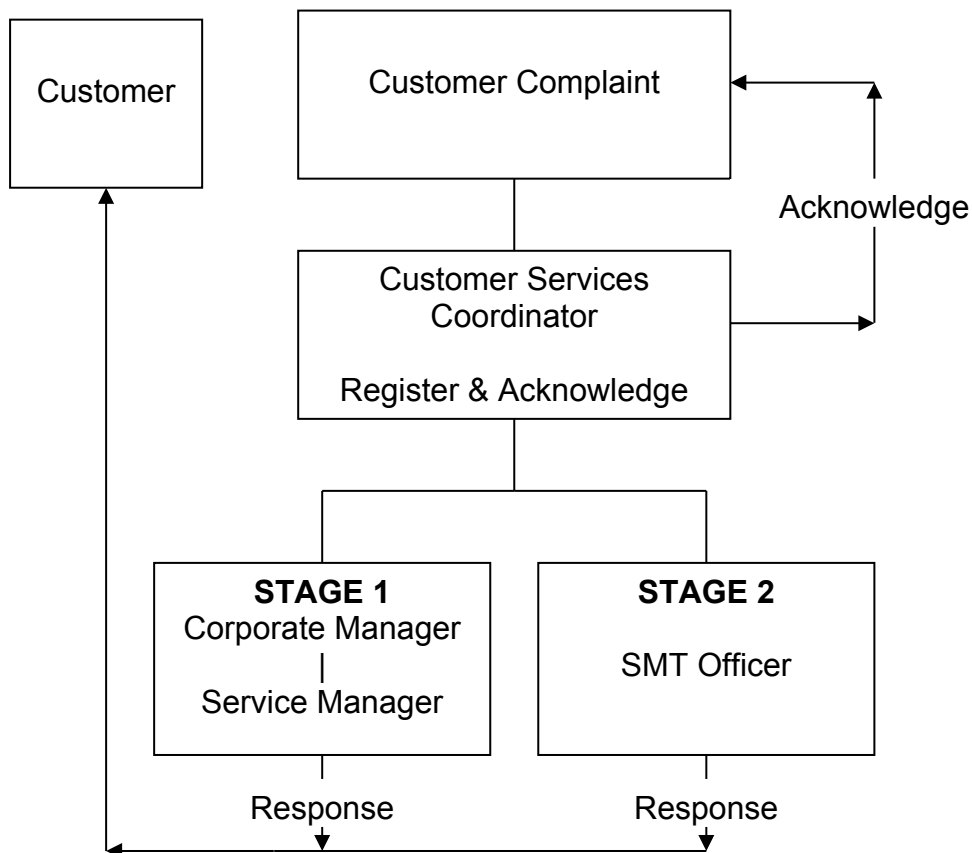 Customer
Customer Complaint
Acknowledge
Customer Services
Coordinator
Register & Acknowledge
STAGE 1
Corporate Manager
|
Service Manager
STAGE 2
SMT Officer
Response
Response